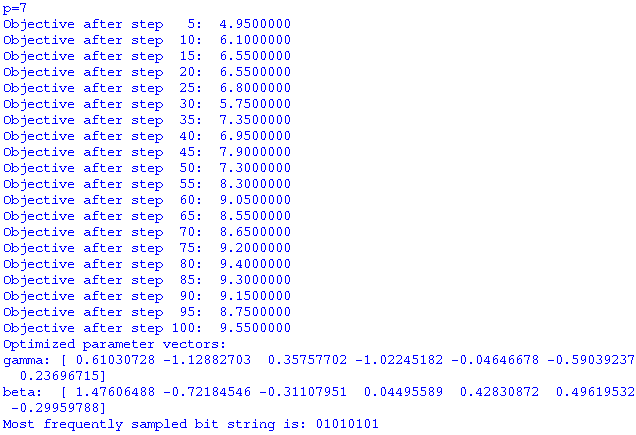 p=7
Objective after step   5:  4.9500000
Objective after step  10:  6.1000000
Objective after step  15:  6.5500000
Objective after step  20:  6.5500000
Objective after step  25:  6.8000000
Objective after step  30:  5.7500000
Objective after step  35:  7.3500000
Objective after step  40:  6.9500000
Objective after step  45:  7.9000000
Objective after step  50:  7.3000000
Objective after step  55:  8.3000000
Objective after step  60:  9.0500000
Objective after step  65:  8.5500000
Objective after step  70:  8.6500000
Objective after step  75:  9.2000000
Objective after step  80:  9.4000000
Objective after step  85:  9.3000000
Objective after step  90:  9.1500000
Objective after step  95:  8.7500000
Objective after step 100:  9.5500000
Optimized parameter vectors:
gamma: [ 0.61030728 -1.12882703  0.35757702 -1.02245182 -0.04646678 -0.59039237
  0.23696715]
beta:  [ 1.47606488 -0.72184546 -0.31107951  0.04495589  0.42830872  0.49619532
 -0.29959788]
Most frequently sampled bit string is: 01010101